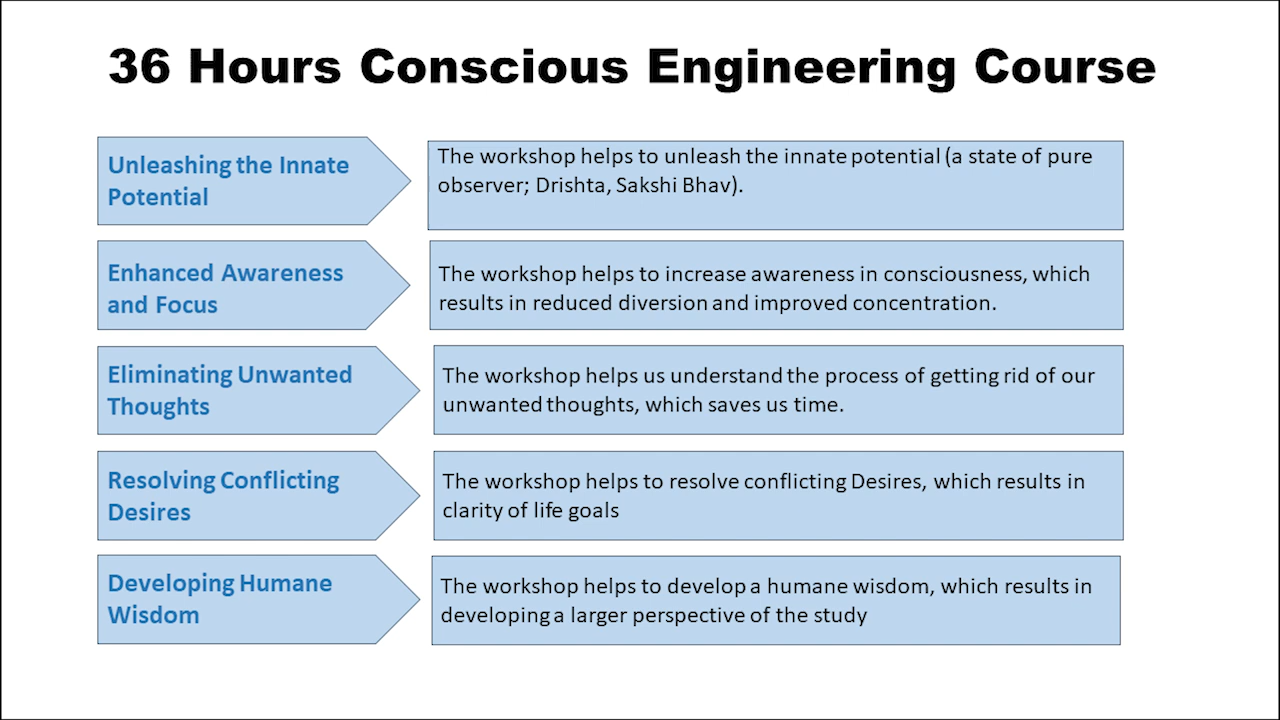 36 Hours Conscious Engineering Course
Unleashing the Innate
Potential
The workshop helps to unleash the innate potential (a state of pure
observer; Drishta, Sakshi Bhav).
Enhanced Awareness
and Focus
The workshop helps to increase awareness in consciousness, which
results in reduced diversion and improved concentration.
Eliminating Unwanted
Thoughts
The workshop helps us understand the process of getting rid of our
unwanted thoughts, which saves us time.
Resolving Conflicting
Desires
The workshop helps to resolve conflicting Desires, which results in
clarity of life goals
Developing Humane
Wisdom
The workshop helps to develop a humane wisdom, which results in
developing a larger perspective of the study